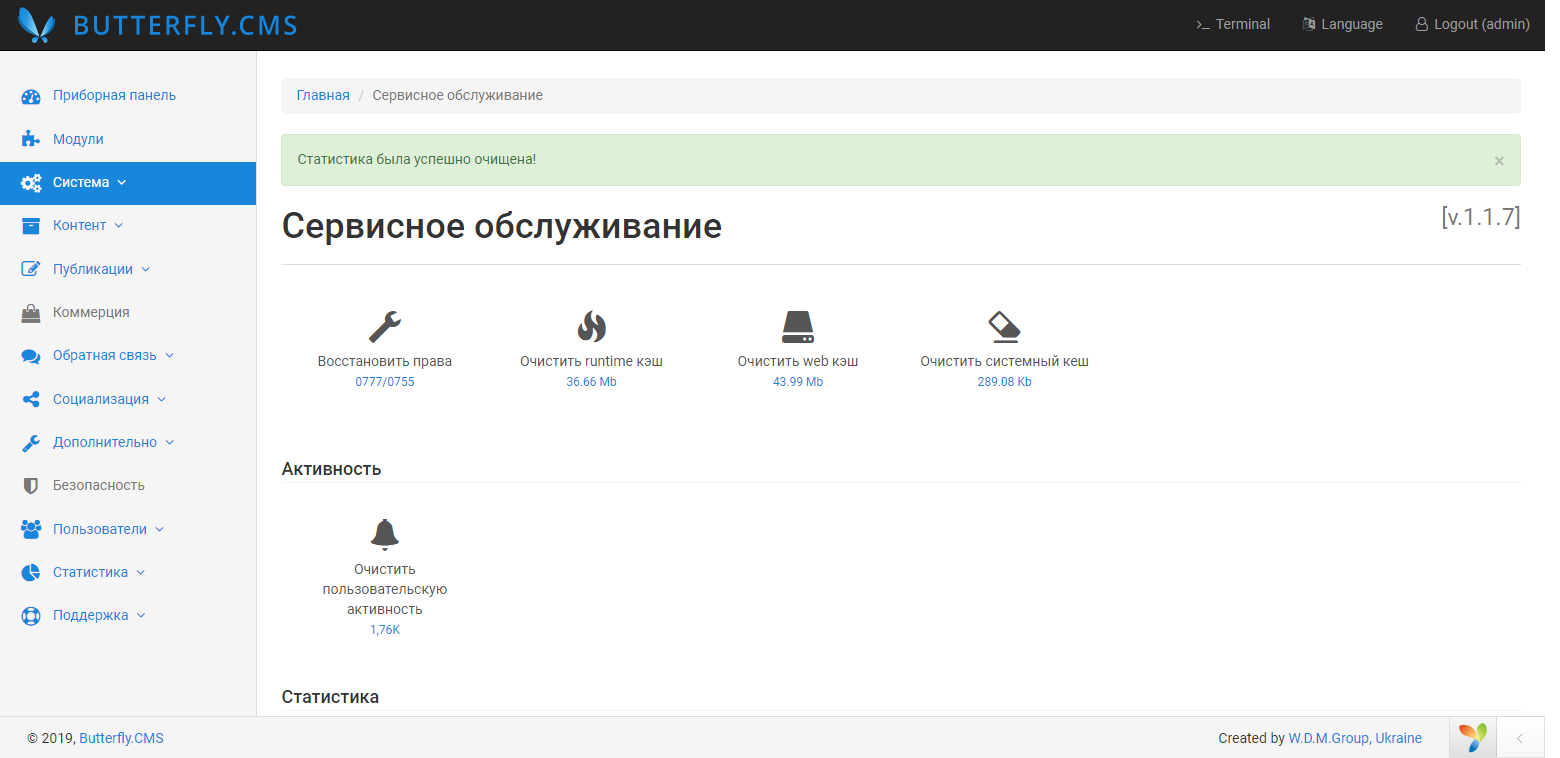 BUTTERFLY.CMS
Terminal
Language
Logout (admin)
Приборная панель
Модули
Система
Контент
Публикации
Коммерция
Обратная связь
Социализация
Дополнительно
Безопасность
Пользователи
Статистика
Поддержка
Главная / Сервисное обслуживание
Статистика была успешно очищена! ×
Сервисное обслуживание [v.1.1.7]
Восстановить права
0777/0755
Очистить runtime кэш
36.66 Mb
Очистить web кэш
43.99 Mb
Очистить системный кеш
289.08 Kb
Активность
Очистить
пользовательскую
активность
1,76K
Статистика
© 2019, Butterfly.CMS
Created by W.D.M.Group, Ukraine